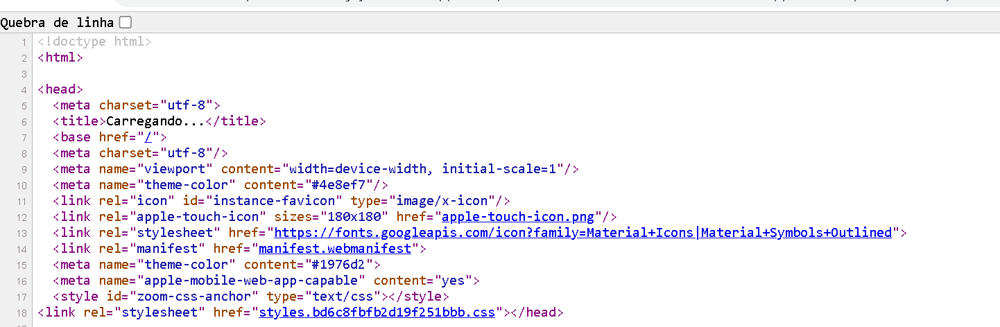 Quebra de linha
1 <!doctype html>
2 <html>
3
4 <head>
5 <meta charset="utf-8">
6 <title>Carregando...</title>
7 <base href="/">
8 <meta charset="utf-8"/>
9 <meta name="viewport" content="width=device-width, initial-scale=1"/>
10 <meta name="theme-color" content="#4e8ef7"/>
11 <link rel="icon" id="instance-favicon" type="image/x-icon"/>
12 <link rel="apple-touch-icon" sizes="180x180" href="apple-touch-icon.png"/>
13 <link rel="stylesheet" href="https://fonts.googleapis.com/icon?family=Material+Icons|Material+Symbols+Outlined">
14 <link rel="manifest" href="manifest.webmanifest">
15 <meta name="theme-color" content="#1976d2">
16 <meta name="apple-mobile-web-app-capable" content="yes">
17 <style id="zoom-css-anchor" type="text/css"></style>
18 <link rel="stylesheet" href="styles.bd6c8fbfb2d19f251bbb.css"></head>